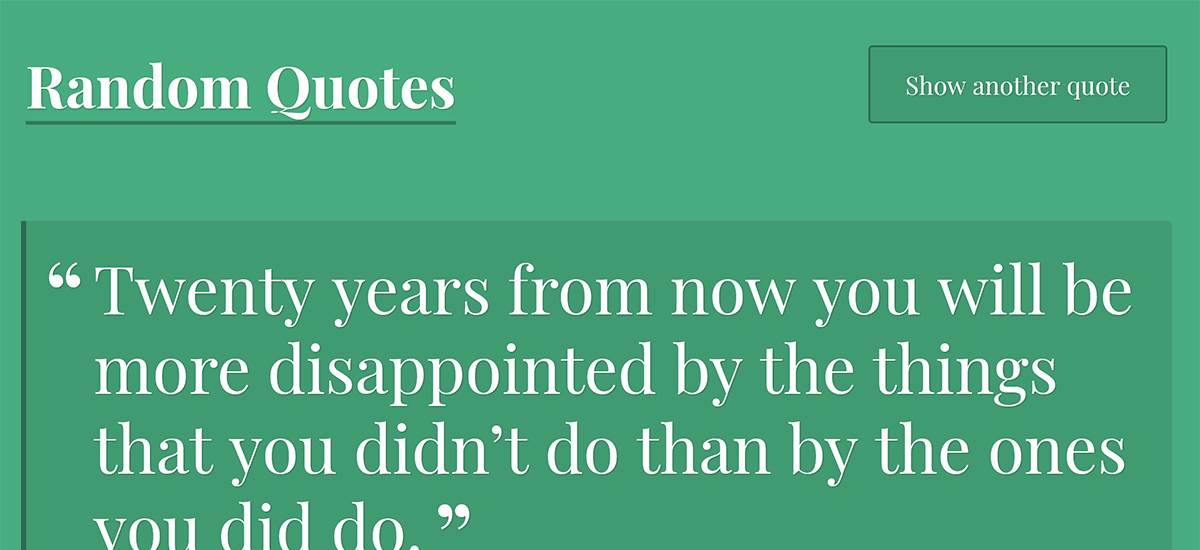 Random Quotes
Show another quote
“Twenty years from now you will be
more disappointed by the things
that you didn’t do than by the ones
you did do.”